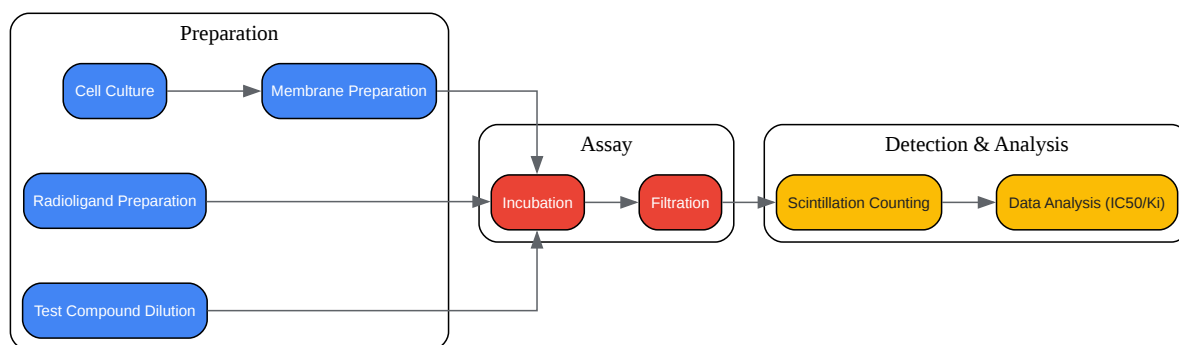 Preparation
Cell Culture
Membrane Preparation
Radioligand Preparation
Test Compound Dilution
Assay
Incubation
Filtration
Detection & Analysis
Scintillation Counting
Data Analysis (IC50/Ki)